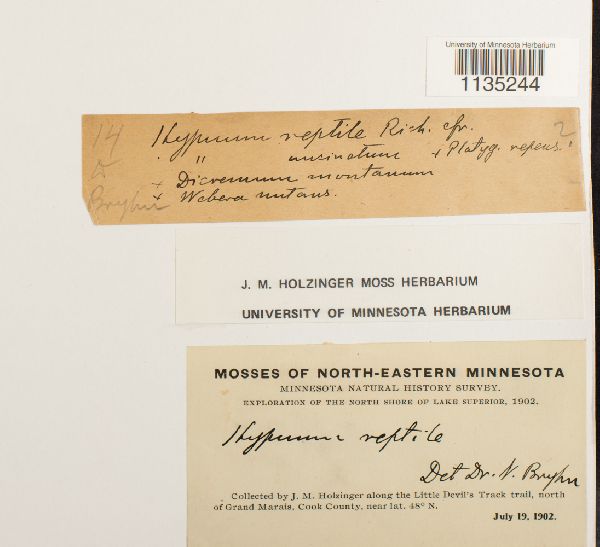 University of Minnesota Herbarium
1135244
14 Hypnum reptile Rich. cfr. 2
" uncinatum + Platyg. repens.
+ Dicranum montanum
Bryhn + Webera nutans.
J. M. HOLZINGER MOSS HERBARIUM
UNIVERSITY OF MINNESOTA HERBARIUM
MOSSES OF NORTH-EASTERN MINNESOTA
MINNESOTA NATURAL HISTORY SURVEY.
EXPLORATION OF THE NORTH SHORE OF LAKE SUPERIOR, 1902.
Hypnum reptile
Det Dr. N. Bryhn
Collected by J. M. Holzinger along the Little Devil's Track trail, north
of Grand Marais, Cook County, near lat. 48° N.
July 19, 1902.